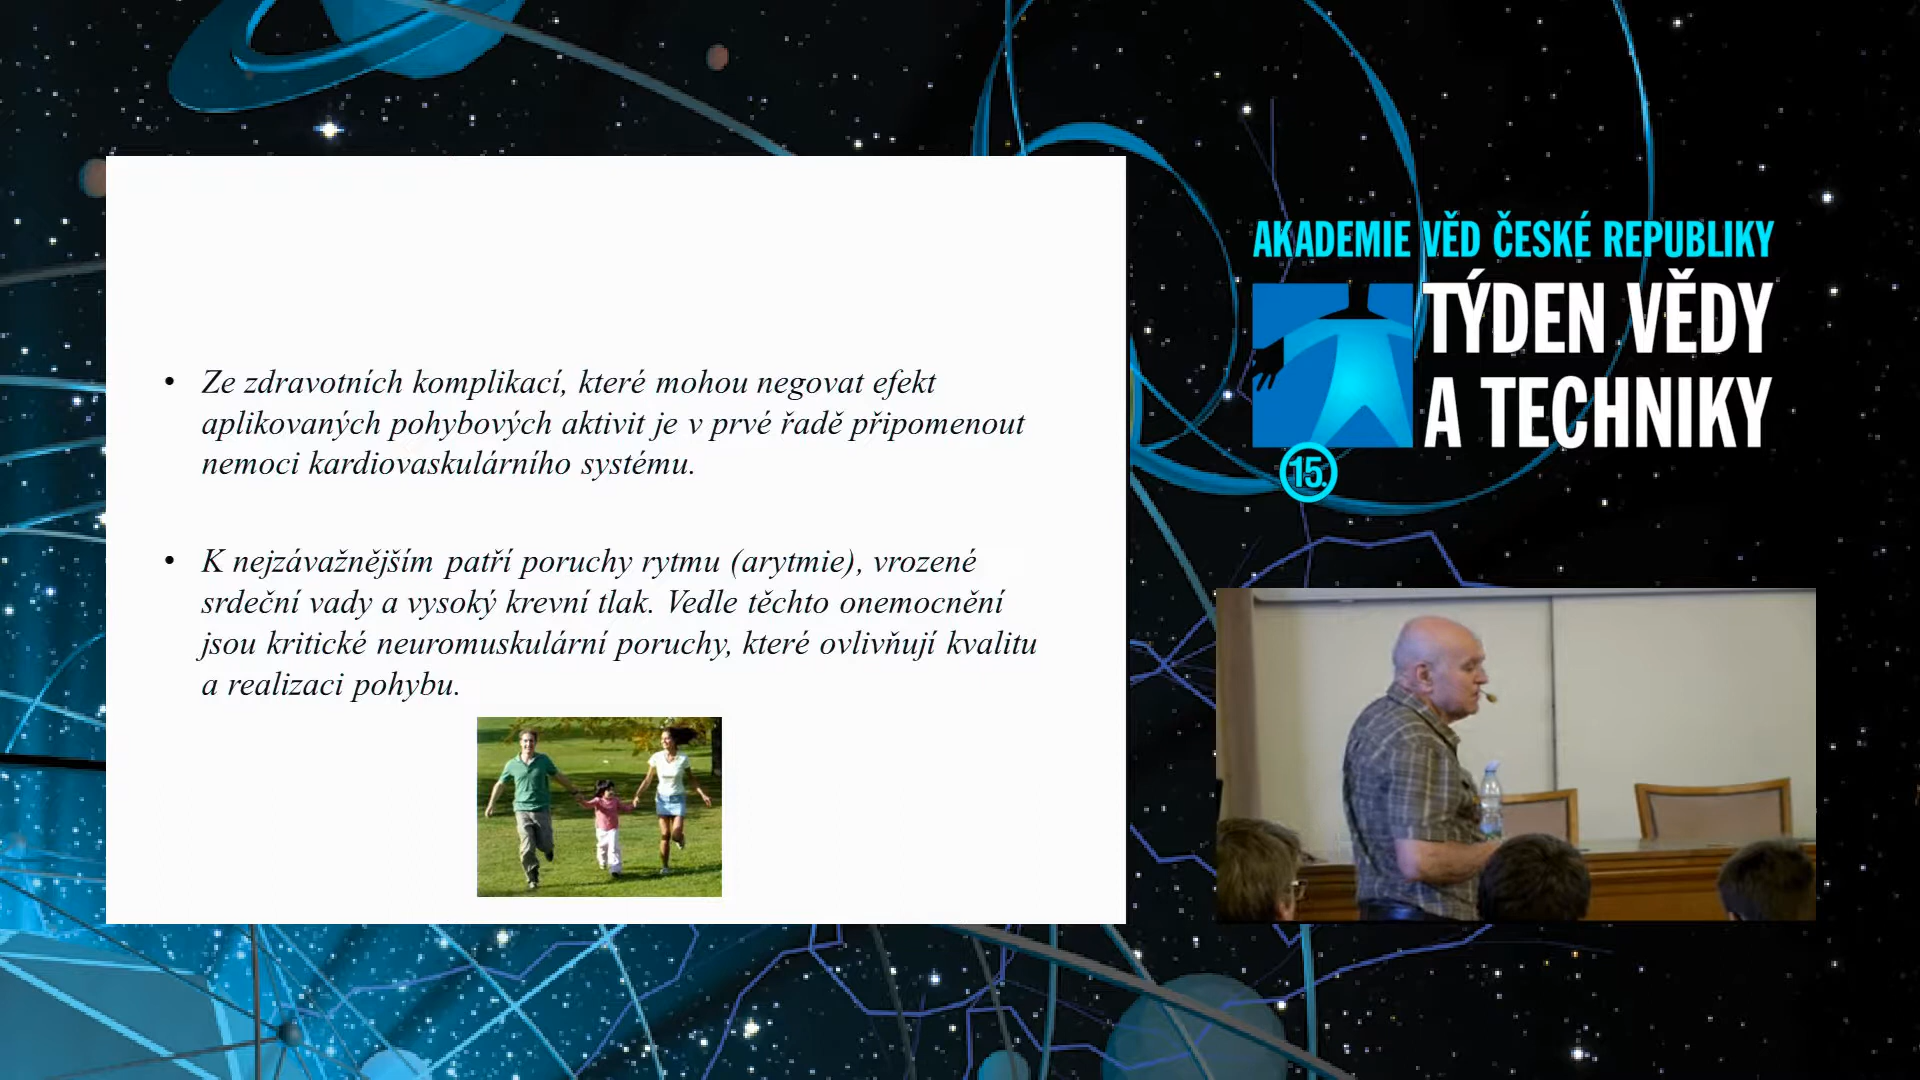 • Ze zdravotních komplikací, které mohou negovat efekt
aplikovaných pohybových aktivit je v prvé řadě připomenout
nemoci kardiovaskulárního systému.
• K nejzávažnějším patří poruchy rytmu (arytmie), vrozené
srdeční vady a vysoký krevní tlak. Vedle těchto onemocnění
jsou kritické neuromuskulární poruchy, které ovlivňují kvalitu
a realizaci pohybu.
AKADEMIE VĚD ČESKÉ REPUBLIKY
TÝDEN VĚDY
A TECHNIKY
15.